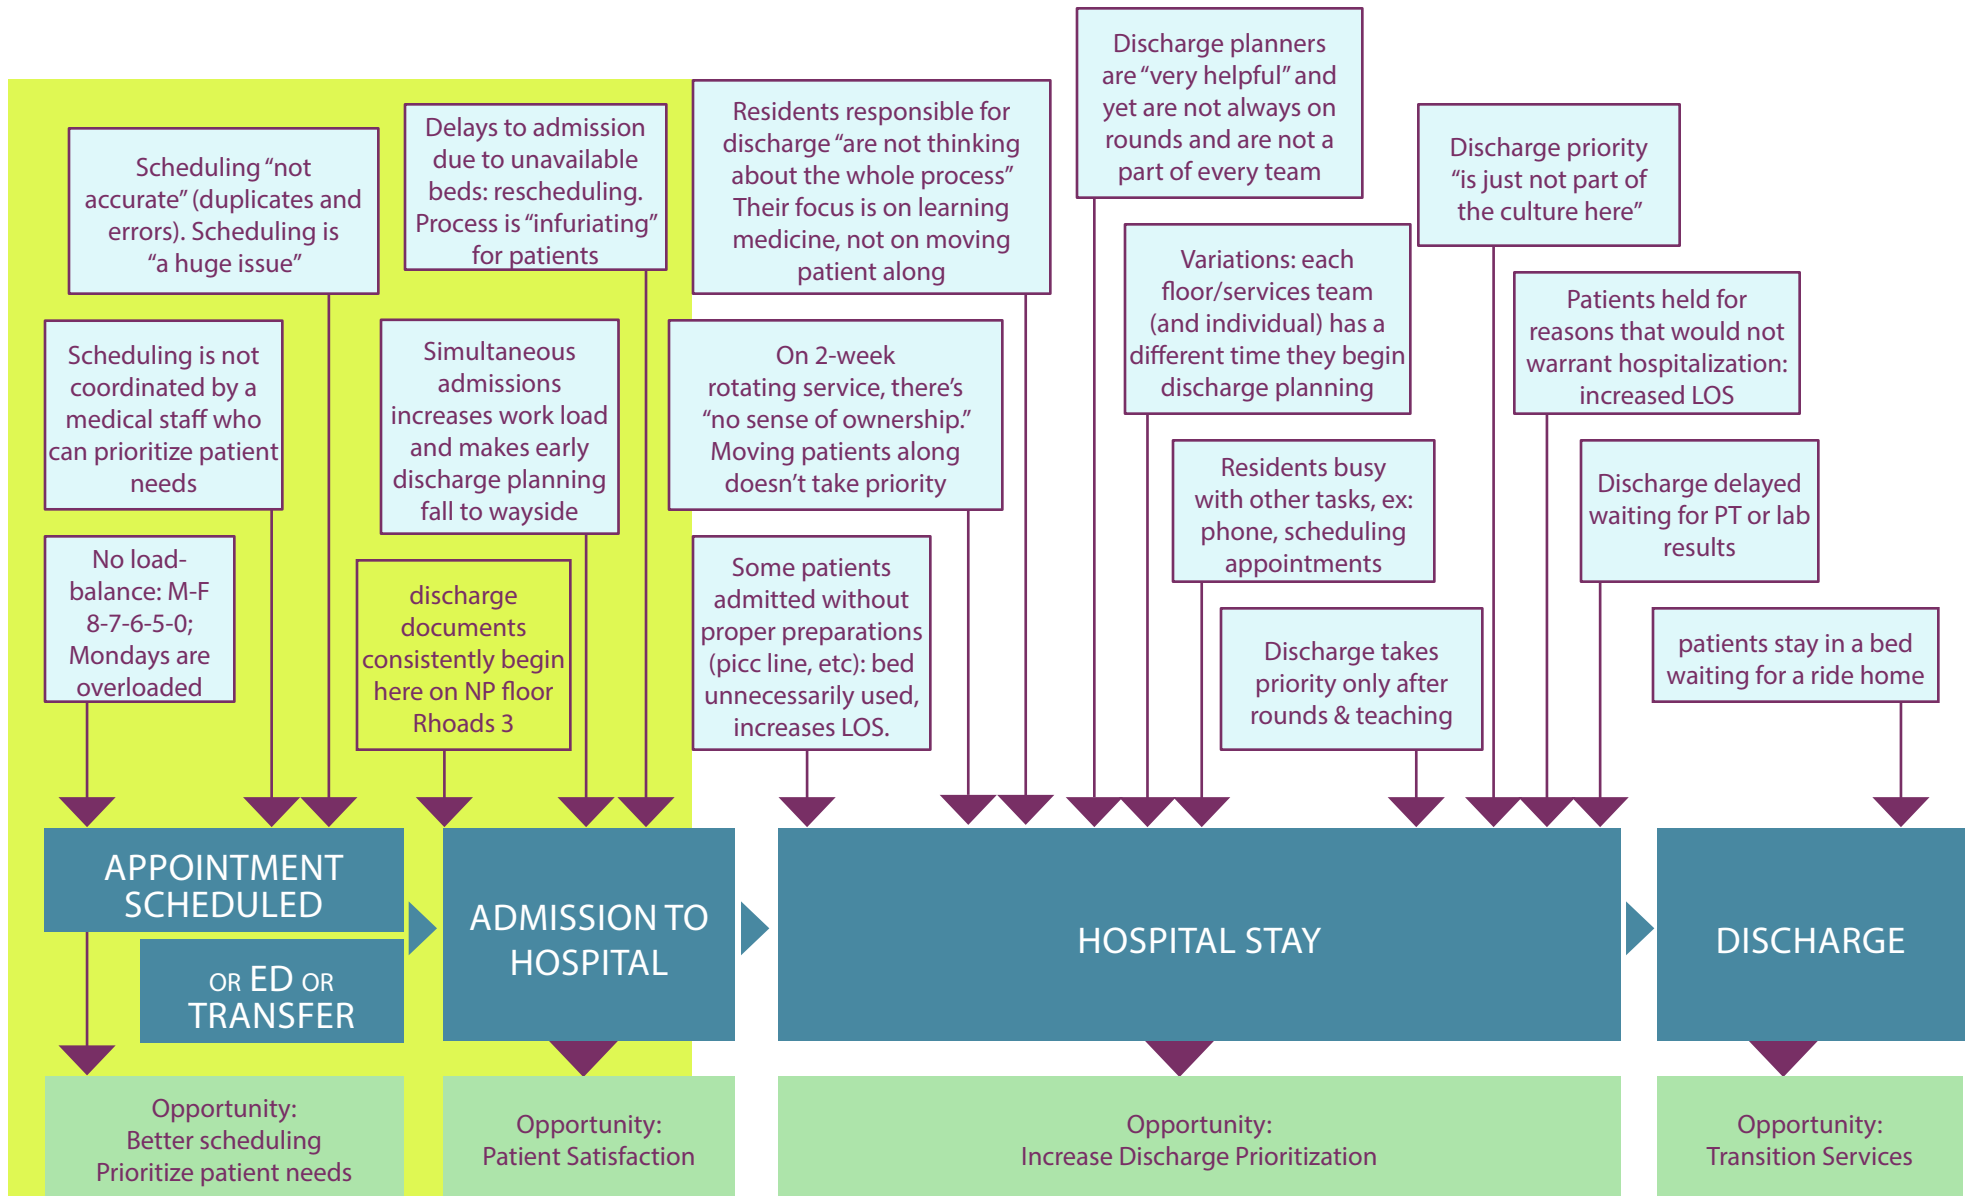 Scheduling “not
accurate” (duplicates and
errors). Scheduling is
“a huge issue”
Scheduling is not
coordinated by a
medical staff who
can prioritize patient
needs
No load-
balance: M-F
8-7-6-5-0;
Mondays are
overloaded
Delays to admission
due to unavailable
beds: rescheduling.
Process is “infuriating”
for patients
Simultaneous
admissions
increases work load
and makes early
discharge planning
fall to wayside
discharge
documents
consistently begin
here on NP floor
Rhoads 3
Residents responsible for
discharge “are not thinking
about the whole process”
Their focus is on learning
medicine, not on moving
patient along
On 2-week
rotating service, there’s
“no sense of ownership.”
Moving patients along
doesn’t take priority
Some patients
admitted without
proper preparations
(picc line, etc): bed
unnecessarily used,
increases LOS.
Discharge planners
are “very helpful” and
yet are not always on
rounds and are not a
part of every team
Variations: each
floor/services team
(and individual) has a
different time they begin
discharge planning
Residents busy
with other tasks, ex:
phone, scheduling
appointments
Discharge takes
priority only after
rounds & teaching
Discharge priority
“is just not part of
the culture here”
Patients held for
reasons that would not
warrant hospitalization:
increased LOS
Discharge delayed
waiting for PT or lab
results
patients stay in a bed
waiting for a ride home
APPOINTMENT
SCHEDULED
OR ED OR
TRANSFER
ADMISSION TO
HOSPITAL
HOSPITAL STAY
DISCHARGE
Opportunity:
Better scheduling
Prioritize patient needs
Opportunity:
Patient Satisfaction
Opportunity:
Increase Discharge Prioritization
Opportunity:
Transition Services